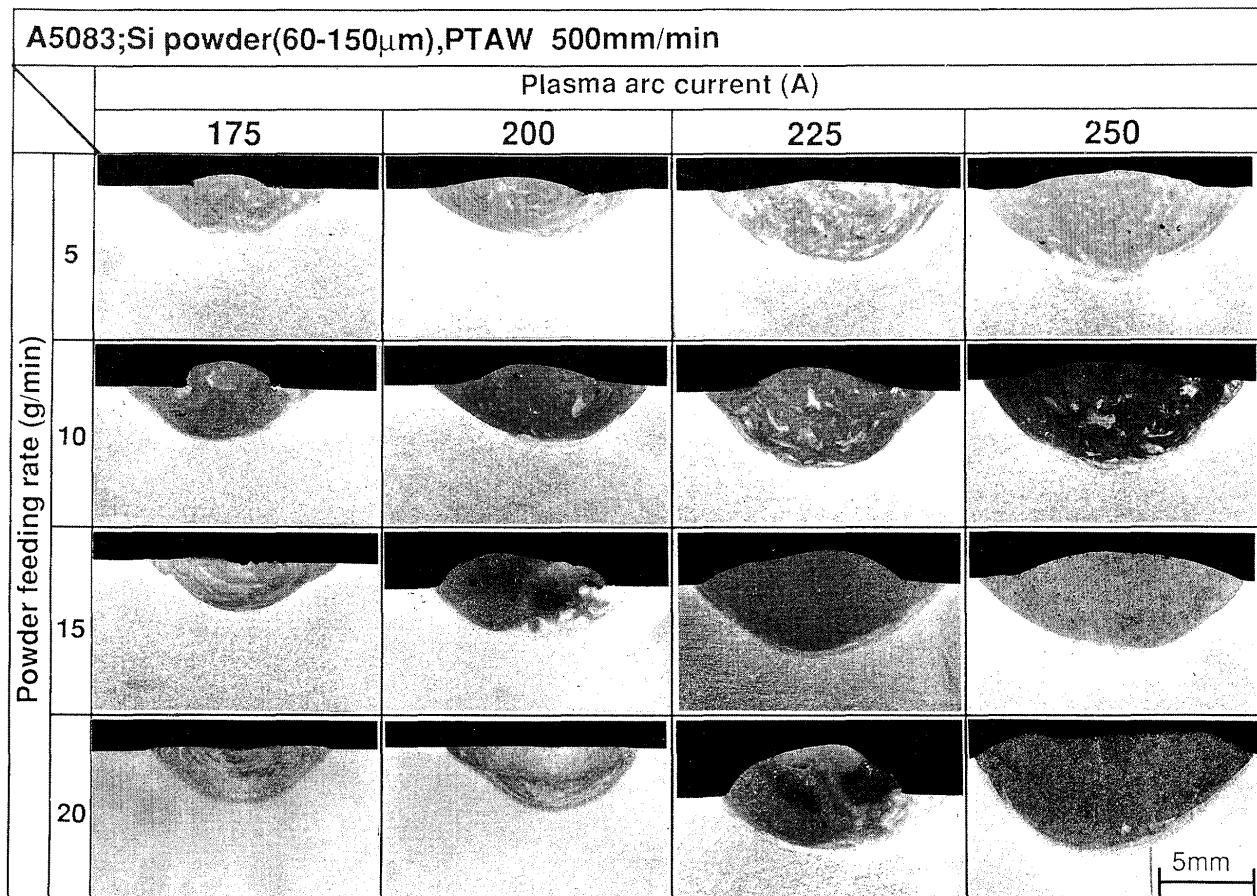 A5083;Si powder(60-150μm),PTAW 500mm/min
Plasma arc current (A)
175 200 225 250
Powder feeding rate (g/min)
5
10
15
20
5mm